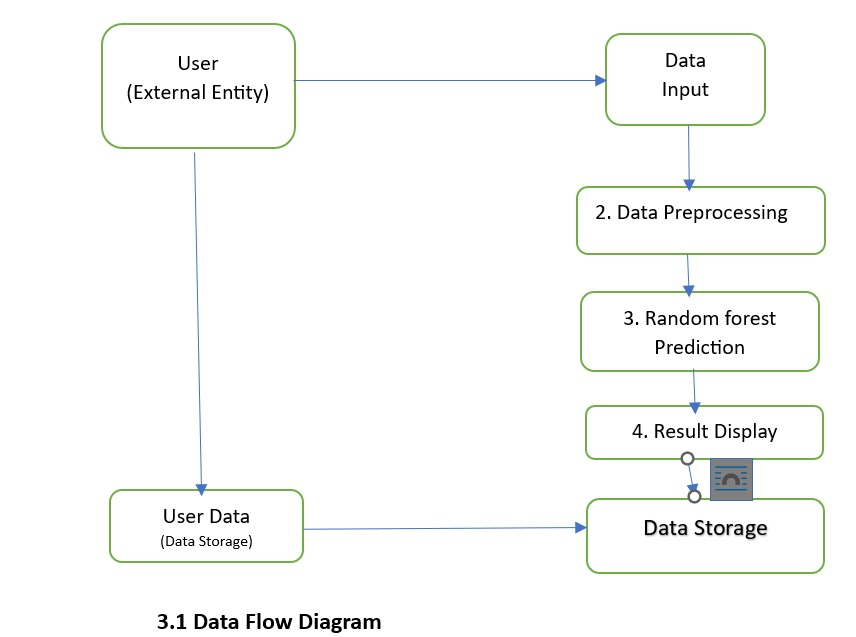 User
(External Entity)
Data
Input
2. Data Preprocessing
3. Random forest
Prediction
4. Result Display
User Data
(Data Storage)
Data Storage
3.1 Data Flow Diagram